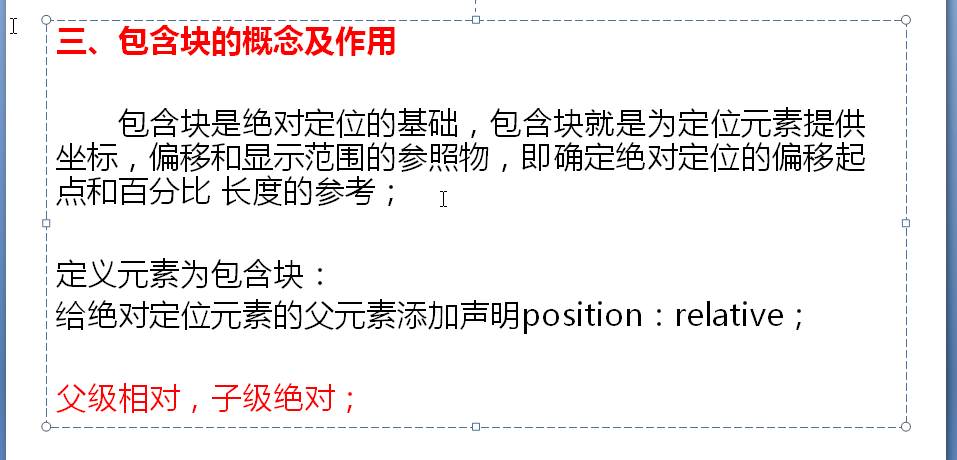 三、包含块的概念及作用
包含块是绝对定位的基础，包含块就是为定位元素提供
坐标，偏移和显示范围的参照物，即确定绝对定位的偏移起
点和百分比 长度的参考；
定义元素为包含块：
给绝对定位元素的父元素添加声明position：relative；
父级相对，子级绝对；